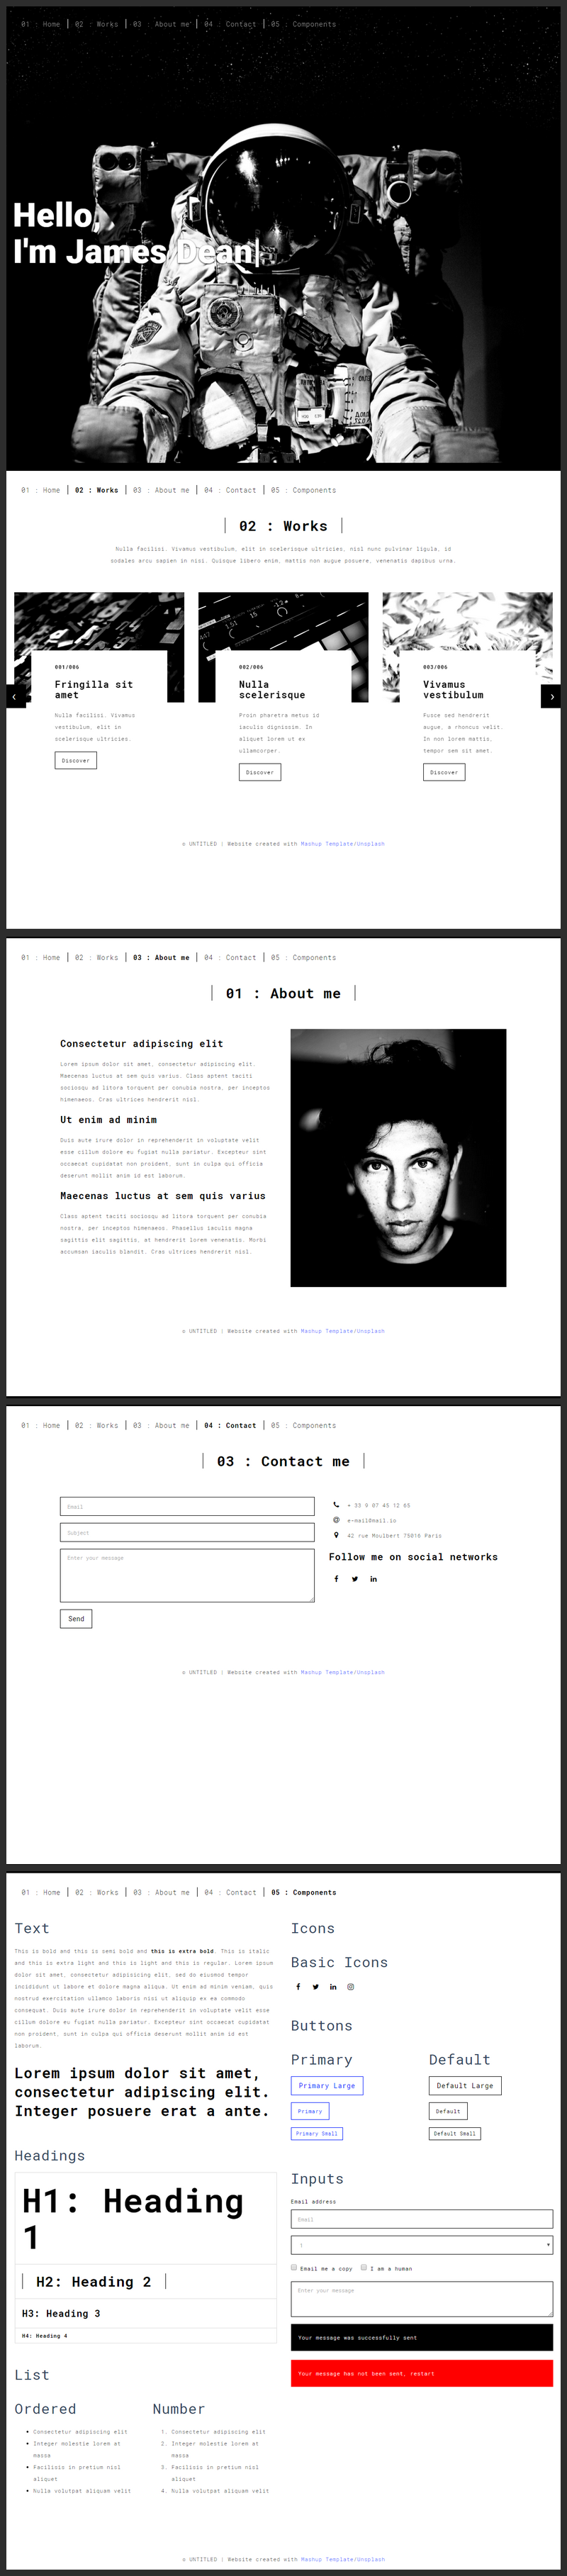 01 : Home | 02 : Works | 03 : About me | 04 : Contact | 05 : Components
Hello,
I'm James Dean
01 : Home | 02 : Works | 03 : About me | 04 : Contact | 05 : Components
02 : Works
Nulla facilisi. Vivamus vestibulum, elit in scelerisque ultricies, nisl nunc pulvinar ligula, id
sodales arcu sapien in nisi. Quisque libero enim, mattis non augue posuere, venenatis dapibus urna.
001/006
Fringilla sit
amet
Nulla facilisi. Vivamus
vestibulum, elit in
scelerisque ultricies.
Discover
002/006
Nulla
scelerisque
Proin pharetra metus id
iaculis dignissim. In
aliquet lorem ut ex
ullamcorper.
Discover
003/006
Vivamus
vestibulum
Fusce sed hendrerit
augue, a rhoncus velit.
In non lorem mattis,
tempor sem sit amet.
Discover
© UNTITLED | Website created with Mashup Template/Unsplash
01 : Home | 02 : Works | 03 : About me | 04 : Contact | 05 : Components
01 : About me
Consectetur adipiscing elit
Lorem ipsum dolor sit amet, consectetur adipiscing elit.
Maecenas luctus at sem quis varius. Class aptent taciti
sociosqu ad litora torquent per conubia nostra, per inceptos
himenaeos. Cras ultrices hendrerit nisl.
Ut enim ad minim
Duis aute irure dolor in reprehenderit in voluptate velit
esse cillum dolore eu fugiat nulla pariatur. Excepteur sint
occaecat cupidatat non proident, sunt in culpa qui officia
deserunt mollit anim id est laborum.
Maecenas luctus at sem quis varius
Class aptent taciti sociosqu ad litora torquent per conubia
nostra, per inceptos himenaeos. Phasellus iaculis magna
sagittis elit sagittis, at hendrerit lorem venenatis. Morbi
accumsan iaculis blandit. Cras ultrices hendrerit nisl.
© UNTITLED | Website created with Mashup Template/Unsplash
01 : Home | 02 : Works | 03 : About me | 04 : Contact | 05 : Components
03 : Contact me
Email
Subject
Enter your message
Send
+ 33 9 07 45 12 65
e-mail@mail.io
42 rue Moulbert 75016 Paris
Follow me on social networks
© UNTITLED | Website created with Mashup Template/Unsplash
01 : Home | 02 : Works | 03 : About me | 04 : Contact | 05 : Components
Text
This is bold and this is semi bold and this is extra bold. This is italic
and this is extra light and this is light and this is regular. Lorem ipsum
dolor sit amet, consectetur adipisicing elit, sed do eiusmod tempor
incididunt ut labore et dolore magna aliqua. Ut enim ad minim veniam, quis
nostrud exercitation ullamco laboris nisi ut aliquip ex ea commodo
consequat. Duis aute irure dolor in reprehenderit in voluptate velit esse
cillum dolore eu fugiat nulla pariatur. Excepteur sint occaecat cupidatat
non proident, sunt in culpa qui officia deserunt mollit anim id est
laborum.
Lorem ipsum dolor sit amet,
consectetur adipiscing elit.
Integer posuere erat a ante.
Headings
H1: Heading
1
H2: Heading 2
H3: Heading 3
H4: Heading 4
List
Ordered
Consectetur adipiscing elit
Integer molestie lorem at
massa
Facilisis in pretium nisl
aliquet
Nulla volutpat aliquam velit
Number
1. Consectetur adipiscing elit
2. Integer molestie lorem at
massa
3. Facilisis in pretium nisl
aliquet
4. Nulla volutpat aliquam velit
Icons
Basic Icons
Buttons
Primary
Primary Large
Primary
Primary Small
Default
Default Large
Default
Default Small
Inputs
Email address
Email
1
Email me a copy
I am a human
Enter your message
Your message was successfully sent
Your message has not been sent, restart
© UNTITLED | Website created with Mashup Template/Unsplash